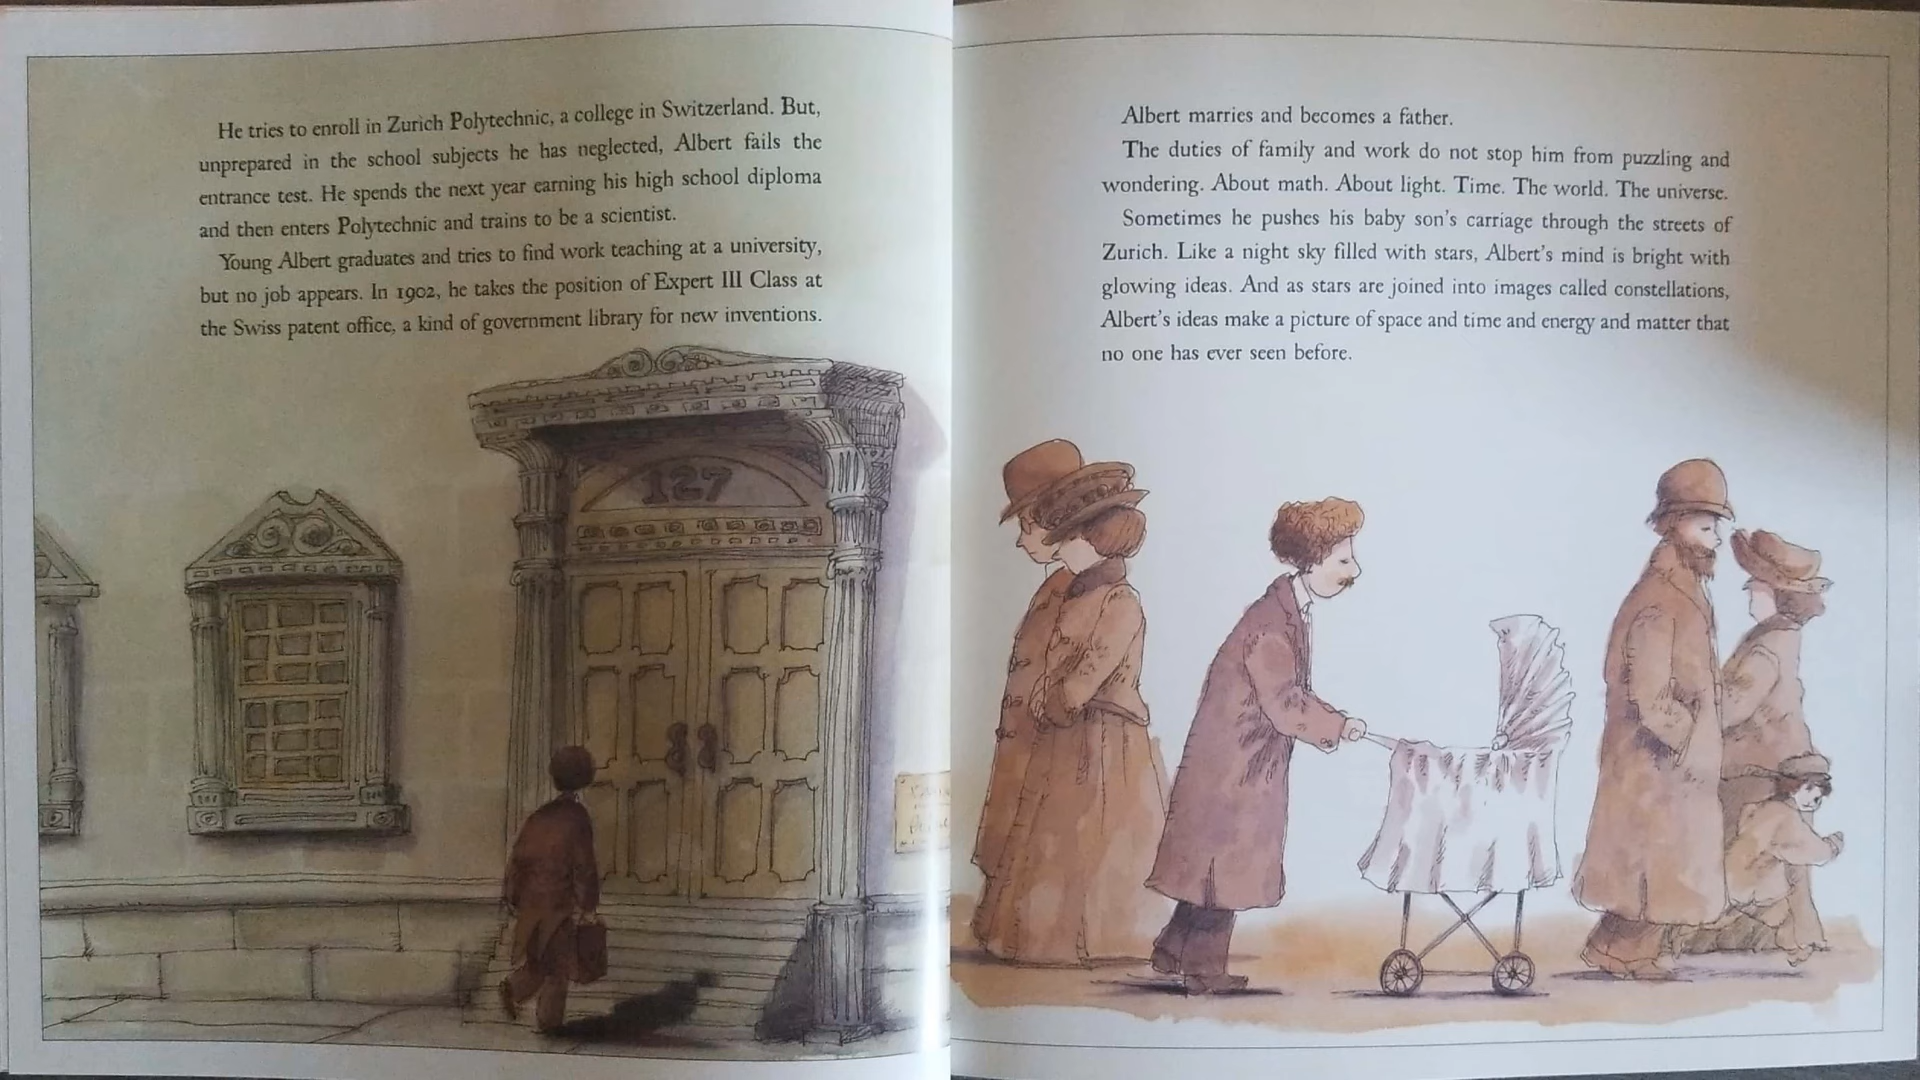 He tries to enroll in Zurich Polytechnic, a college in Switzerland. But,
unprepared in the school subjects he has neglected, Albert fails the
entrance test. He spends the next year earning his high school diploma
and then enters Polytechnic and trains to be a scientist.
Young Albert graduates and tries to find work teaching at a university,
but no job appears. In 1902, he takes the position of Expert III Class at
the Swiss patent office, a kind of government library for new inventions.
127
Albert marries and becomes a father.
The duties of family and work do not stop him from puzzling and
wondering. About math. About light. Time. The world. The universe.
Sometimes he pushes his baby son's carriage through the streets of
Zurich. Like a night sky filled with stars, Albert's mind is bright with
glowing ideas. And as stars are joined into images called constellations,
Albert's ideas make a picture of space and time and energy and matter that
no one has ever seen before.